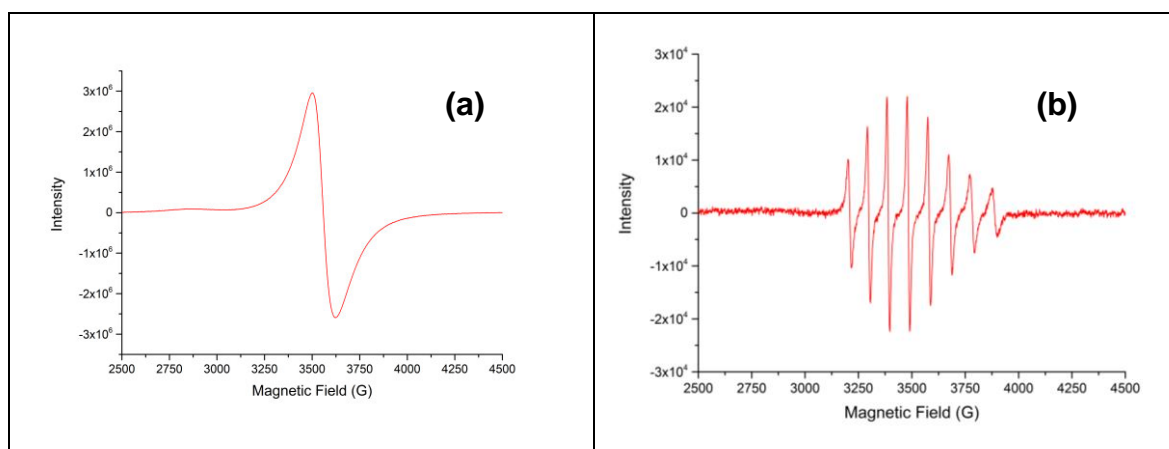 (a)
3x10⁶
2x10⁶
1x10⁶
0
-1x10⁶
-2x10⁶
-3x10⁶
Intensity
2500 2750 3000 3250 3500 3750 4000 4250 4500
Magnetic Field (G)
(b)
3x10⁴
2x10⁴
1x10⁴
0
-1x10⁴
-2x10⁴
-3x10⁴
Intensity
2500 2750 3000 3250 3500 3750 4000 4250 4500
Magnetic Field (G)